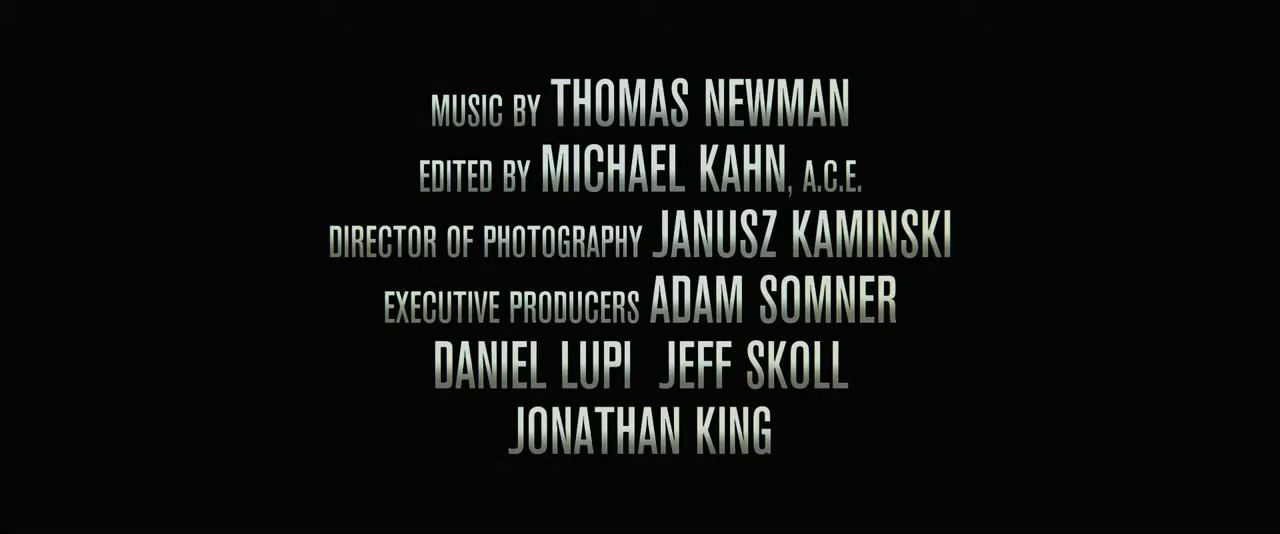 MUSIC BY THOMAS NEWMAN
EDITED BY MICHAEL KAHN, A.C.E.
DIRECTOR OF PHOTOGRAPHY JANUSZ KAMINSKI
EXECUTIVE PRODUCERS ADAM SOMNER
DANIEL LUPI JEFF SKOLL
JONATHAN KING